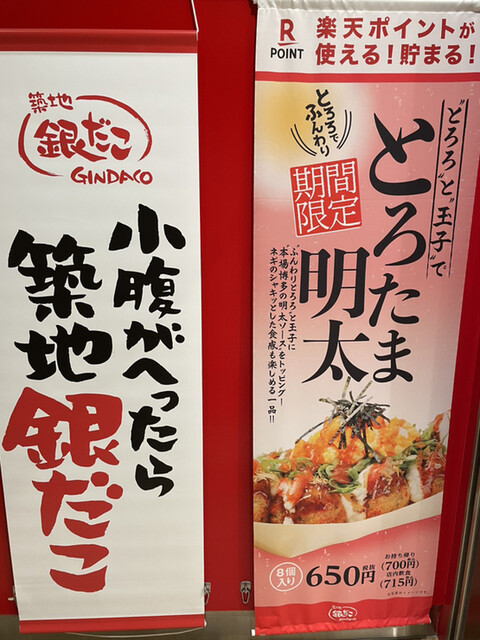 築地
銀だこ
GINDACO
小腹がへったら
築地
銀だこ
R
POINT
楽天ポイントが
使える!貯まる!
とろろで
ふんわり
期間
限定
"とろろ"と"玉子"で
とろたま
明太
"ふんわりとろろ"と玉子に
"本場博多の明太ソース"をトッピング!
ネギのシャキッとした食感も楽しめる一品!!
8個
入り
650円
税抜
お持ち帰り
(700円)
店内飲食
(715円)
銀だこ